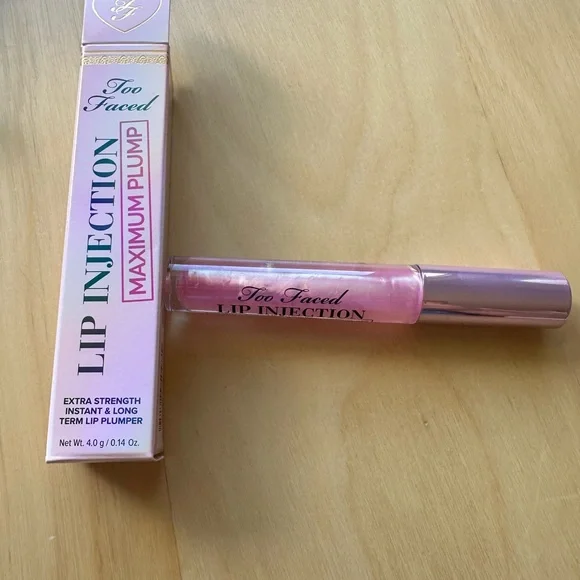 Too
Faced
LIP INJECTION
MAXIMUM PLUMP
EXTRA STRENGTH
INSTANT & LONG
TERM LIP PLUMPER
Net Wt. 4.0 g / 0.14 Oz.
Too Faced
LIP INJECTION